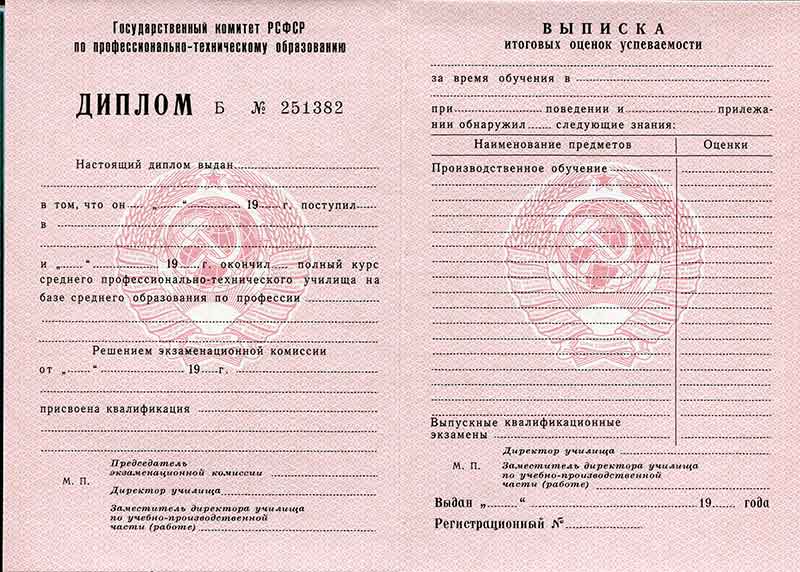 Государственный комитет РСФСР
по профессионально-техническому образованию
ДИПЛОМ Б № 251382
Настоящий диплом выдан
в том, что он „ “ 19 г. поступил
в
и „ “ 19 г. окончил полный курс
среднего профессионально-технического училища на
базе среднего образования по профессии
Решением экзаменационной комиссии
от „ “ 19 г.
присвоена квалификация
М. П.
Председатель
экзаменационной комиссии
Директор училища
Заместитель директора училища
по учебно-производственной
части (работе)
ВЫПИСКА
итоговых оценок успеваемости
за время обучения в
при поведении и прилежа-
нии обнаружил следующие знания:
Наименование предметов Оценки
Производственное обучение
Выпускные квалификационные
экзамены
Директор училища
М. П. Заместитель директора училища
по учебно-производственной
части (работе)
Выдан „ “ 19 года
Регистрационный №